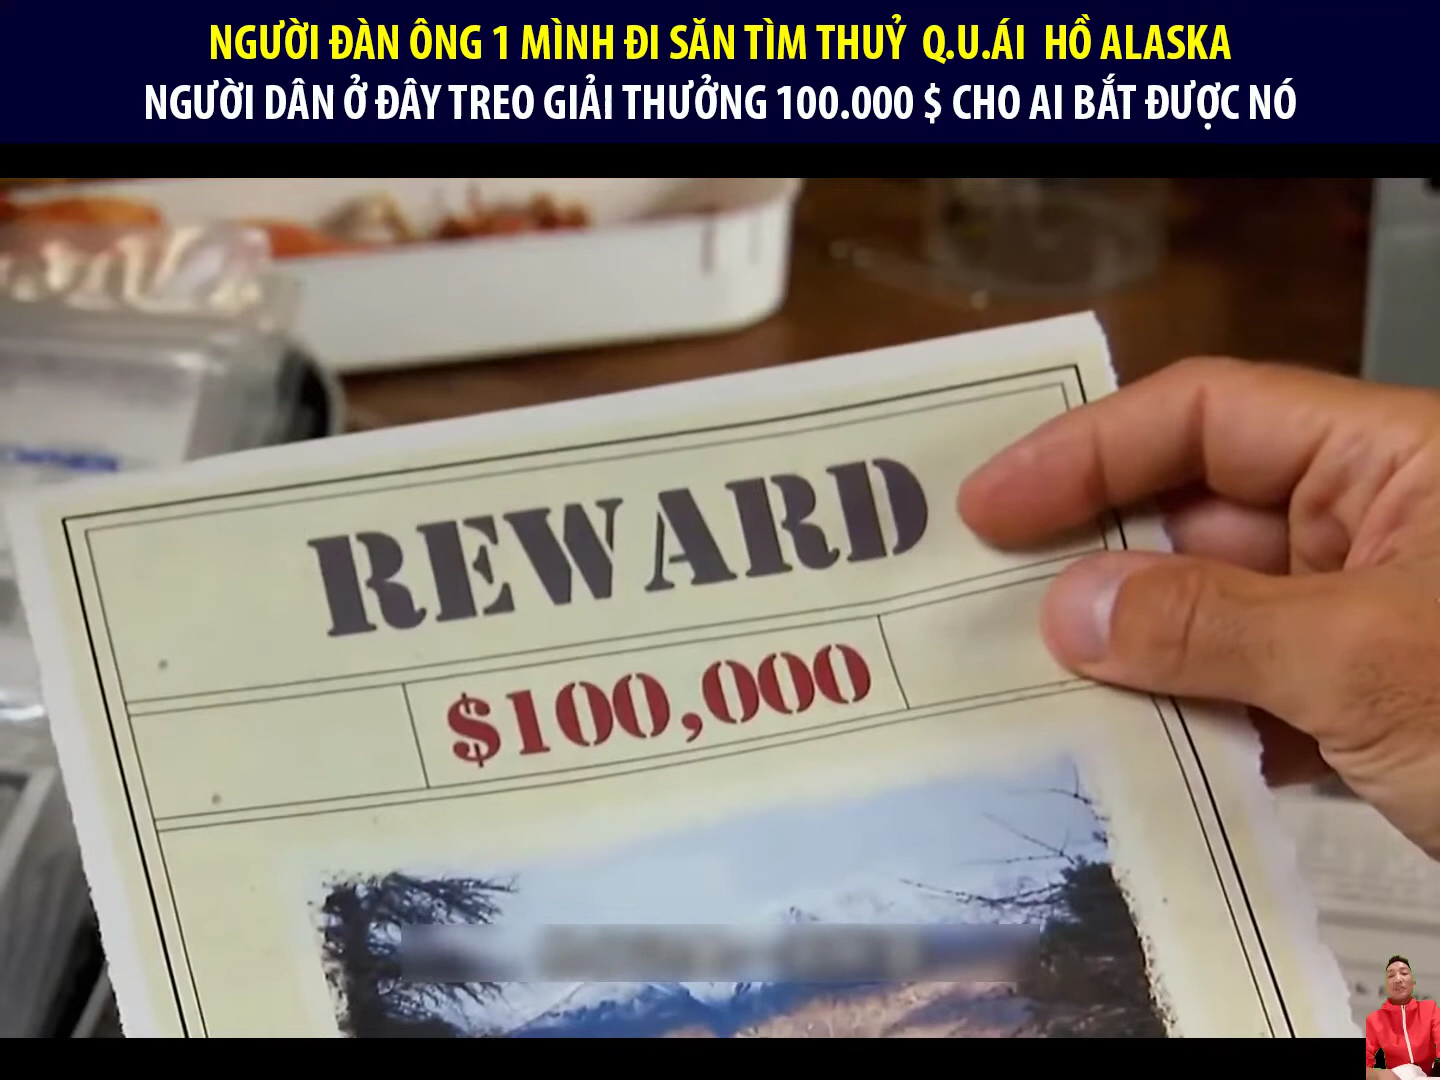 NGƯỜI ĐÀN ÔNG 1 MÌNH ĐI SĂN TÌM THUỶ Q.U.ÁI HỒ ALASKA
NGƯỜI DÂN Ở ĐÂY TREO GIẢI THƯỞNG 100.000 $ CHO AI BẮT ĐƯỢC NÓ
REWARD
$100,000